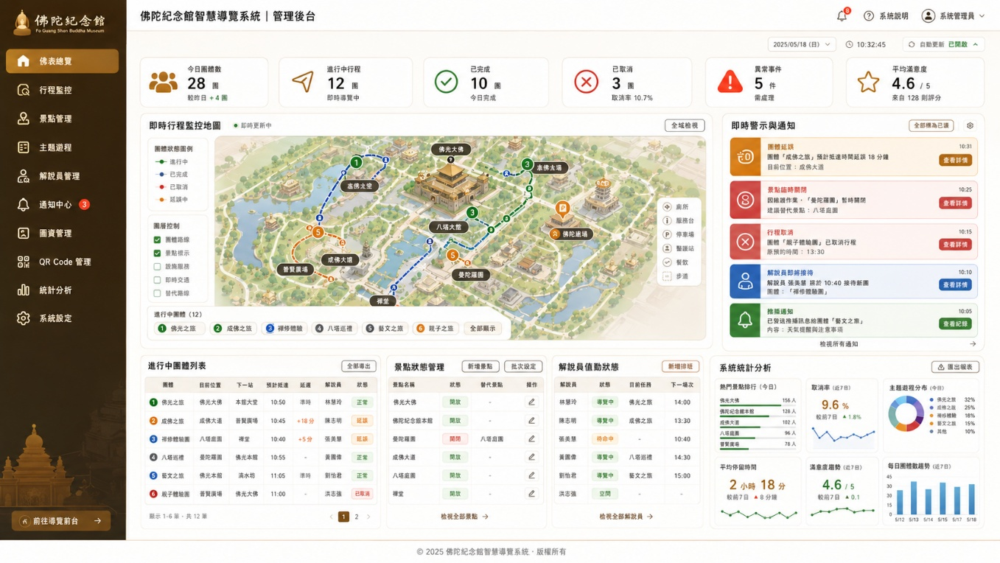 佛陀紀念館
Fo Guang Shan Buddha Museum
佛陀紀念館智慧導覽系統 | 管理後台
8
系統說明
系統管理員
2025/05/18 (日)
10:32:45
自動更新 已開啟
佛表總覽
行程監控
景點管理
主題遊程
解說員管理
通知中心 3
圖資管理
QR Code 管理
統計分析
系統設定
前往導覽前台 →
今日團體數
28 團
較昨日 + 4 團
進行中行程
12 團
即時導覽中
已完成
10 團
今日完成
已取消
3 團
取消率 10.7%
異常事件
5 件
需處理
平均滿意度
4.6 / 5
來自 128 則評分
即時行程監控地圖
即時更新中
全域檢視
團體狀態圖例
進行中
已完成
已取消
延誤中
圖層控制
團體路線
景點標示
設施服務
即時交通
替代路線
佛光大佛
1
3
3
八塔大館
P
5
成佛大道
普賢廣場
5
曼陀羅園
禪堂
廁所
服務台
P 停車場
醫護站
餐飲
步道
進行中團體 (12)
1 佛光之旅
2 成佛之旅
3 禪修體驗
4 八塔巡禮
5 藝文之旅
6 親子之旅
全部顯示
即時警示與通知
全部標為已讀
團體延誤
10:31
團體「成佛之旅」預計抵達時間延誤 18 分鐘
目前位置：成佛大道
查看詳情
景點臨時關閉
10:25
因維護作業，「曼陀羅園」暫時關閉
建議替代景點：八塔庭園
查看詳情
行程取消
10:15
團體「親子體驗團」已取消行程
原預約時間：13:30
查看詳情
解說員即將接待
10:10
解說員 張美慧 將於 10:40 接待新團
團體：「禪修體驗團」
查看詳情
推播通知
10:05
已發送推播訊息給團體「藝文之旅」
內容：天氣提醒與注意事項
查看紀錄
檢視所有通知 →
進行中團體列表
全部導出
團體 目前位置 下一站 預計抵達 延遲 解說員 狀態
1 佛光之旅 佛光大佛 本館大堂 10:50 準時 林慧玲 正常
2 成佛之旅 成佛大道 普賢廣場 10:45 +18 分 陳志明 延誤
3 禪修體驗團 八塔庭園 禪堂 10:40 +5 分 張美慧 延誤
4 八塔巡禮 曼陀羅園 佛光本館 10:55 - 黃國偉 正常
5 藝文之旅 佛光本館 滴水坊 11:05 準時 劉怡君 正常
6 親子體驗團 普賢廣場 佛光大佛 11:00 - 洪志強 已取消
顯示 1-6 筆，共 12 筆
‹ 1 2 ›
景點狀態管理
新增景點
批次設定
景點名稱 狀態 替代景點 操作
佛光大佛 開放 -
佛陀紀念館本館 開放 -
曼陀羅園 關閉 八塔庭園
成佛大道 開放 -
八塔庭園 開放 -
禪堂 開放 -
檢視全部景點 →
解說員值勤狀態
新增排班
解說員 狀態 目前任務 下一場次
林慧玲 導覽中 佛光之旅 14:00
陳志明 導覽中 成佛之旅 13:30
張美慧 待命中 - 10:40
黃國偉 導覽中 八塔巡禮 14:30
劉怡君 導覽中 藝文之旅 15:00
洪志強 空閒 - -
檢視全部解說員 →
系統統計分析
匯出報表
熱門景點排行（今日）
佛光大佛 156 人
佛陀紀念館本館 128 人
成佛大道 102 人
八塔庭園 96 人
普賢廣場 78 人
取消率 (近7日)
9.6 %
較前7日 ▲ 1.8%
主題遊程分布 (今日)
佛光之旅 32%
成佛之旅 25%
禪修體驗 18%
藝文之旅 15%
其他 10%
平均停留時間
2 小時 18 分
較前7日 ▲ 8 分鐘
滿意度趨勢 (近7日)
4.6 / 5
較前7日 ▲ 0.1
每日團體數趨勢 (近7日)
45
30
30
15
0
5/12 5/13 5/14 5/15 5/17 5/18
© 2025 佛陀紀念館智慧導覽系統 · 版權所有